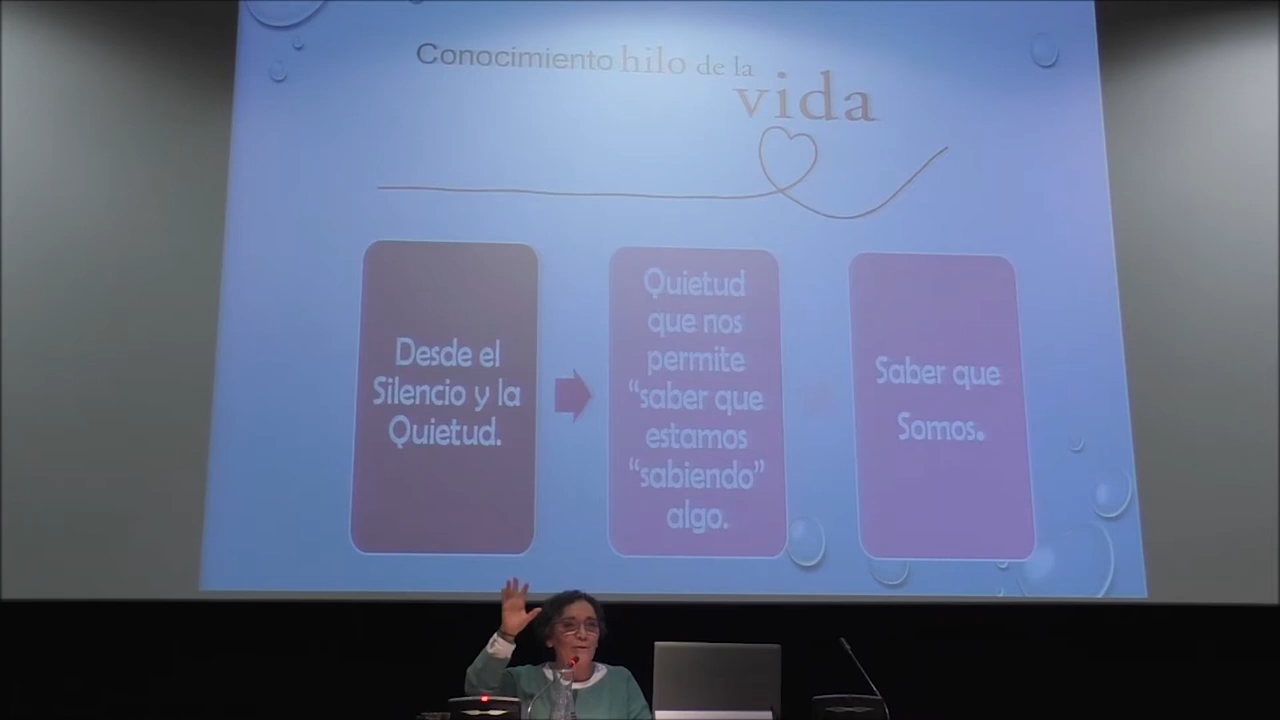 Conocimiento hilo de la
vida
Desde el
Silencio y la
Quietud.
Quietud
que nos
permite
“saber que
estamos
“sabiendo”
algo.
Saber que
Somos.